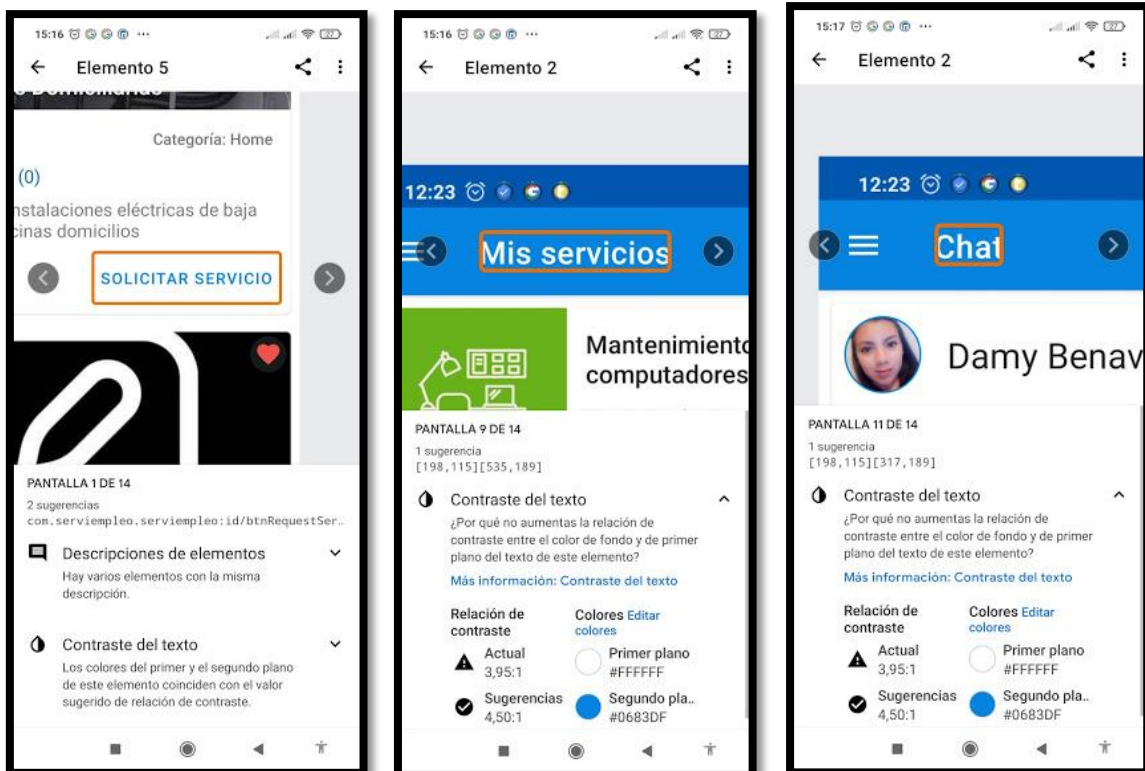 15:16
27
Elemento 5
o Domiciliario
Categoría: Home
(0)
nstalaciones eléctricas de baja
cinas domicilios
SOLICITAR SERVICIO
PANTALLA 1 DE 14
2 sugerencias
com.serviempleo.serviempleo:id/btnRequestSer..
Descripciones de elementos
Hay varios elementos con la misma
descripción.
Contraste del texto
Los colores del primer y el segundo plano
de este elemento coinciden con el valor
sugerido de relación de contraste.
15:16
27
Elemento 2
12:23
Mis servicios
Mantenimiento
computadores
PANTALLA 9 DE 14
1 sugerencia
[198,115][535,189]
Contraste del texto
¿Por qué no aumentas la relación de
contraste entre el color de fondo y de primer
plano del texto de este elemento?
Más información: Contraste del texto
Relación de
contraste
Colores Editar
colores
Actual
3,95:1
Primer plano
#FFFFFF
Sugerencias
4,50:1
Segundo pla..
#0683DF
15:17
27
Elemento 2
12:23
Chat
Damy Benav
PANTALLA 11 DE 14
1 sugerencia
[198,115][317,189]
Contraste del texto
¿Por qué no aumentas la relación de
contraste entre el color de fondo y de primer
plano del texto de este elemento?
Más información: Contraste del texto
Relación de
contraste
Colores Editar
colores
Actual
3,95:1
Primer plano
#FFFFFF
Sugerencias
4,50:1
Segundo pla..
#0683DF